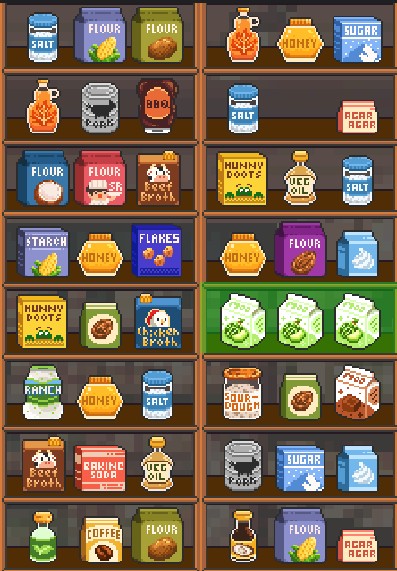 SALT
FLOUR
FLOUR
HONEY
SUGAR
PORK
BBQ
SALT
AGAR
AGAR
FLOUR
FLOUR
SR
Beef
Broth
HUNNY
DOOTS
VEG
OIL
SALT
STARCH
HONEY
FLAKES
HONEY
FLOUR
HUNNY
DOOTS
Chicken
Broth
RANCH
HONEY
SALT
SOUR-
DOUGH
Beef
Broth
BAKING
SODA
VEG
OIL
PORK
SUGAR
COFFEE
FLOUR
FLOUR
AGAR
AGAR